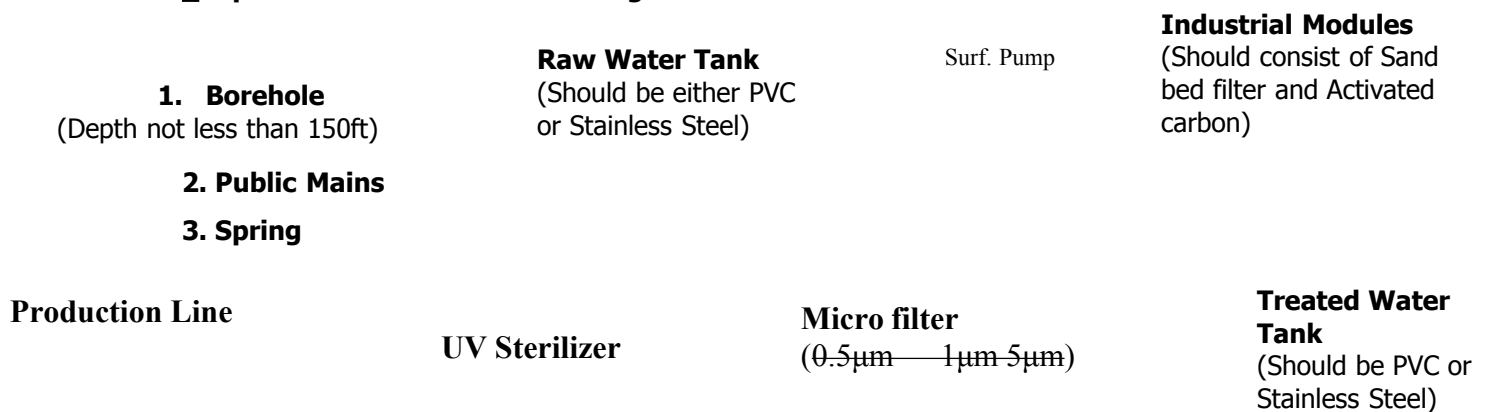 Industrial Modules
(Should consist of Sand
bed filter and Activated
carbon)
Raw Water Tank
(Should be either PVC
or Stainless Steel)
Surf. Pump
1. Borehole
(Depth not less than 150ft)
2. Public Mains
3. Spring
Production Line
UV Sterilizer
Micro filter
(0.5μm 1μm 5μm)
Treated Water
Tank
(Should be PVC or
Stainless Steel)